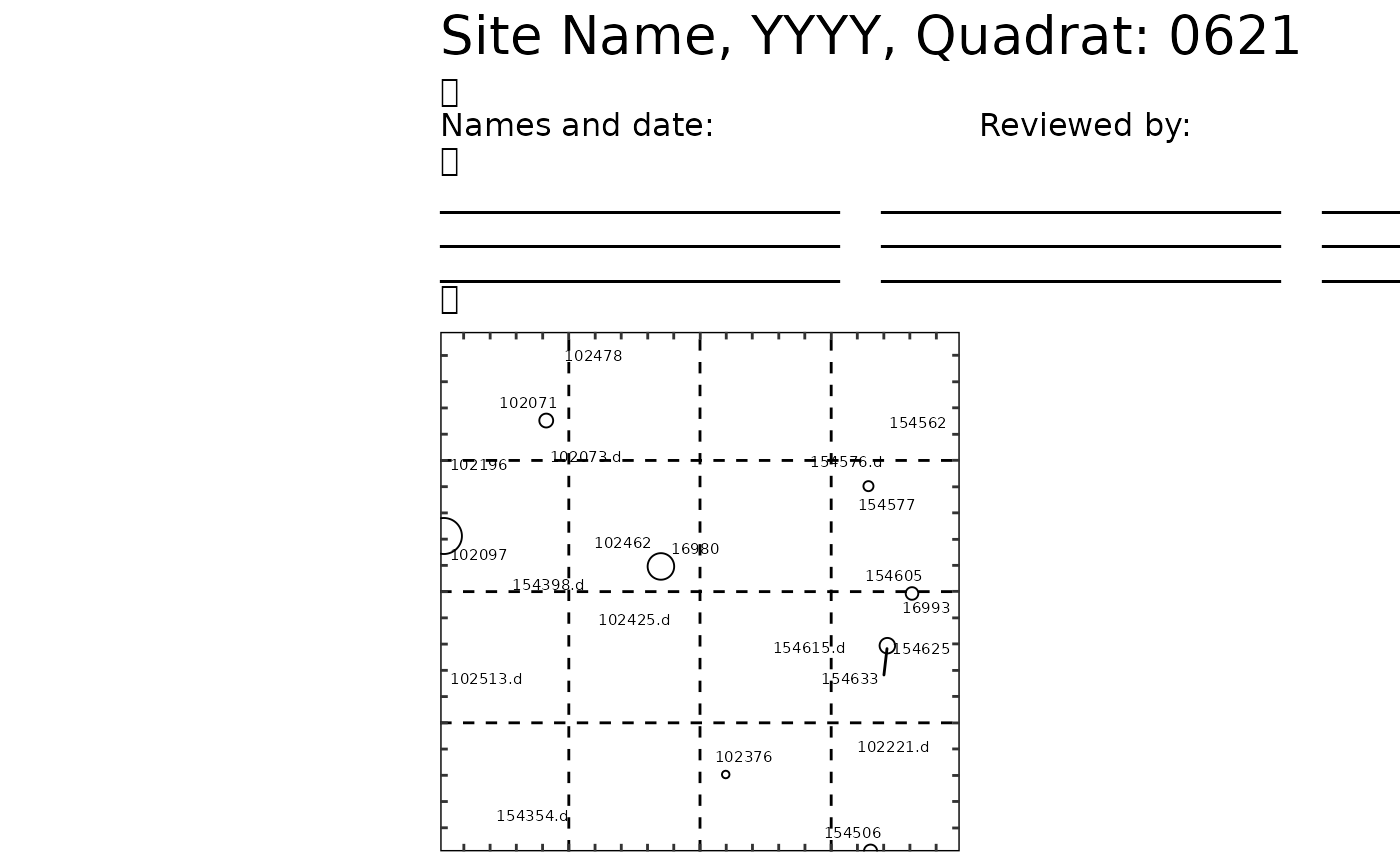 Site Name, YYYY, Quadrat: 0621
Names and date: Reviewed by:
102478
102071
154562
102073.d
154576.d
102196
154577
102462
16980
102097
154605
154398.d
16993
102425.d
154615.d
154625
102513.d
154633
102221.d
102376
154354.d
154506